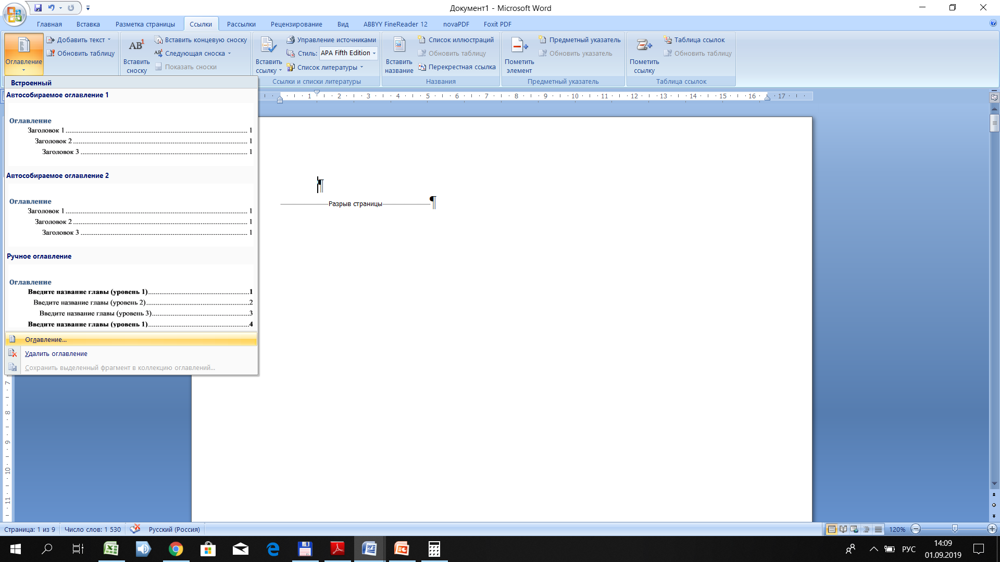 Документ1 - Microsoft Word
Главная Вставка Разметка страницы Ссылки Рассылки Рецензирование Вид ABBYY FineReader 12 novaPDF Foxit PDF
Оглавление
Добавить текст
Обновить таблицу
AB1
Вставить сноску
Вставить концевую сноску
Следующая сноска
Показать сноски
Вставить ссылку
Управление источниками
Стиль: APA Fifth Edition
Список литературы
Ссылки и списки литературы
Вставить название
Список иллюстраций
Обновить таблицу
Перекрестная ссылка
Названия
Пометить элемент
Предметный указатель
Обновить указатель
Предметный указатель
Пометить ссылку
Таблица ссылок
Обновить таблицу
Таблица ссылок
1 2 3 4 5 6 7 8 9 10 11 12 13 14 15 16 17
Встроенный
Автособираемое оглавление 1
Оглавление
Заголовок 1 1
Заголовок 2 1
Заголовок 3 1
Автособираемое оглавление 2
Оглавление
Заголовок 1 1
Заголовок 2 1
Заголовок 3 1
Ручное оглавление
Оглавление
Введите название главы (уровень 1) 1
Введите название главы (уровень 2) 2
Введите название главы (уровень 3) 3
Введите название главы (уровень 1) 4
Оглавление...
Удалить оглавление
Сохранить выделенный фрагмент в коллекцию оглавлений...
¶
Разрыв страницы ¶
7
8
9
10
11
Страница: 1 из 9 Число слов: 1 530 Русский (Россия) 120%
РУС 14:09
01.09.2019